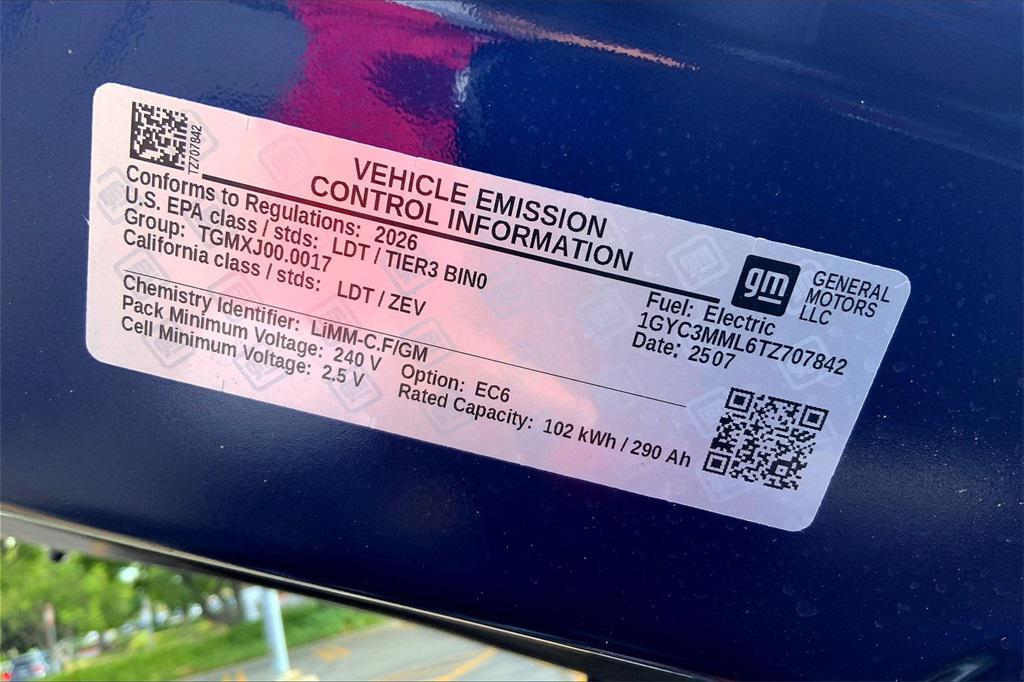 TZ707842
VEHICLE EMISSION
CONTROL INFORMATION
Conforms to Regulations: 2026
U.S. EPA class / stds: LDT / TIER3 BIN0
Group: TGMXJ00.0017
California class / stds: LDT / ZEV
gm
GENERAL
MOTORS
LLC
Fuel: Electric
1GYC3MML6TZ707842
Date: 2507
Chemistry Identifier: LiMM-C.F/GM
Pack Minimum Voltage: 240 V Option: EC6
Cell Minimum Voltage: 2.5 V Rated Capacity: 102 kWh / 290 Ah